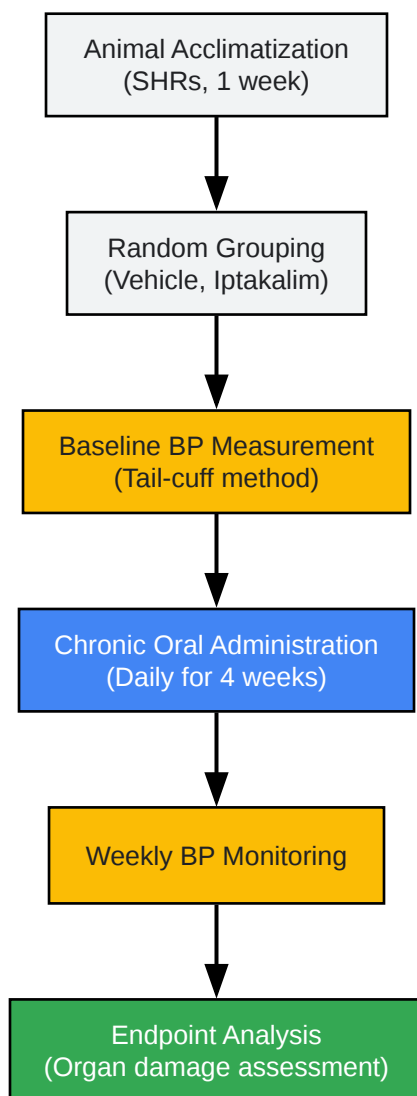 Animal Acclimatization
(SHRs, 1 week)
Random Grouping
(Vehicle, Iptakalim)
Baseline BP Measurement
(Tail-cuff method)
Chronic Oral Administration
(Daily for 4 weeks)
Weekly BP Monitoring
Endpoint Analysis
(Organ damage assessment)